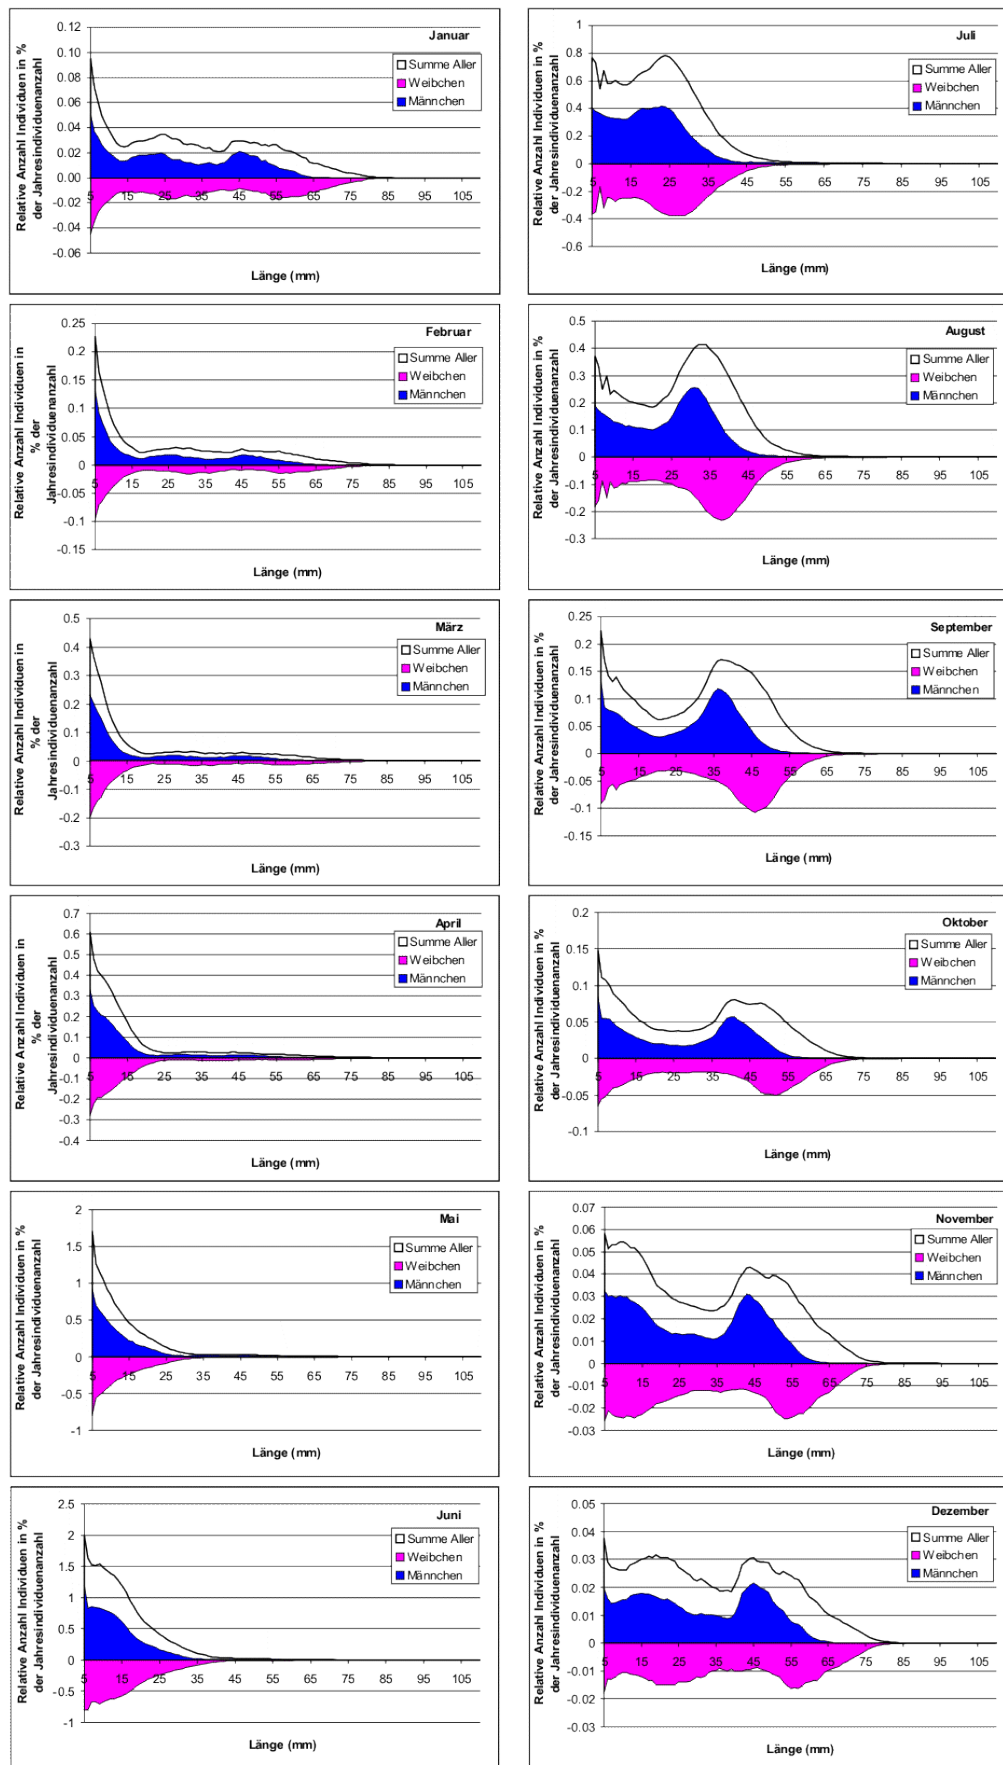 Januar
Relative Anzahl Individuen in %
der Jahresindividuenanzahl
0.12
0.10
0.08
0.06
0.04
0.02
0.00
-0.02
-0.04
-0.06
Summe Aller
Weibchen
Männchen
5 15 25 35 45 55 65 75 85 95 105
Länge (mm)
Juli
Relative Anzahl Individuen in %
der Jahresindividuenanzahl
1
0.8
0.6
0.4
0.2
0
-0.2
-0.4
-0.6
Summe Aller
Weibchen
Männchen
5 15 25 35 45 55 65 75 85 95 105
Länge (mm)
Februar
Relative Anzahl Individuen in
% der
Jahresindividuenanzahl
0.25
0.2
0.15
0.1
0.05
0
-0.05
-0.1
-0.15
Summe Aller
Weibchen
Männchen
5 15 25 35 45 55 65 75 85 95 105
Länge (mm)
August
Relative Anzahl Individuen in %
der Jahresindividuenanzahl
0.5
0.4
0.3
0.2
0.1
0
-0.1
-0.2
-0.3
Summe Aller
Weibchen
Männchen
5 15 25 35 45 55 65 75 85 95 105
Länge (mm)
März
Relative Anzahl Individuen in
% der
Jahresindividuenanzahl
0.5
0.4
0.3
0.2
0.1
0
-0.1
-0.2
-0.3
Summe Aller
Weibchen
Männchen
5 15 25 35 45 55 65 75 85 95 105
Länge (mm)
September
Relative Anzahl Individuen in %
der Jahresindividuenanzahl
0.25
0.2
0.15
0.1
0.05
0
-0.05
-0.1
-0.15
Summe Aller
Weibchen
Männchen
5 15 25 35 45 55 65 75 85 95 105
Länge (mm)
April
Relative Anzahl Individuen in
% der
Jahresindividuenanzahl
0.7
0.6
0.5
0.4
0.3
0.2
0.1
0
-0.1
-0.2
-0.3
-0.4
Summe Aller
Weibchen
Männchen
5 15 25 35 45 55 65 75 85 95 105
Länge (mm)
Oktober
Relative Anzahl Individuen in %
der Jahresindividuenanzahl
0.2
0.15
0.1
0.05
0
-0.05
-0.1
Summe Aller
Weibchen
Männchen
5 15 25 35 45 55 65 75 85 95 105
Länge (mm)
Mai
Relative Anzahl Individuen in %
der Jahresindividuenanzahl
2
1.5
1
0.5
0
-0.5
-1
Summe Aller
Weibchen
Männchen
5 15 25 35 45 55 65 75 85 95 105
Länge (mm)
November
Relative Anzahl Individuen in %
der Jahresindividuenanzahl
0.07
0.06
0.05
0.04
0.03
0.02
0.01
0
-0.01
-0.02
-0.03
Summe Aller
Weibchen
Männchen
5 15 25 35 45 55 65 75 85 95 105
Länge (mm)
Juni
Relative Anzahl Individuen in %
der Jahresindividuenanzahl
2.5
2
1.5
1
0.5
0
-0.5
-1
Summe Aller
Weibchen
Männchen
5 15 25 35 45 55 65 75 85 95 105
Länge (mm)
Dezember
Relative Anzahl Individuen in %
der Jahresindividuenanzahl
0.05
0.04
0.03
0.02
0.01
0
-0.01
-0.02
-0.03
Summe Aller
Weibchen
Männchen
5 15 25 35 45 55 65 75 85 95 105
Länge (mm)